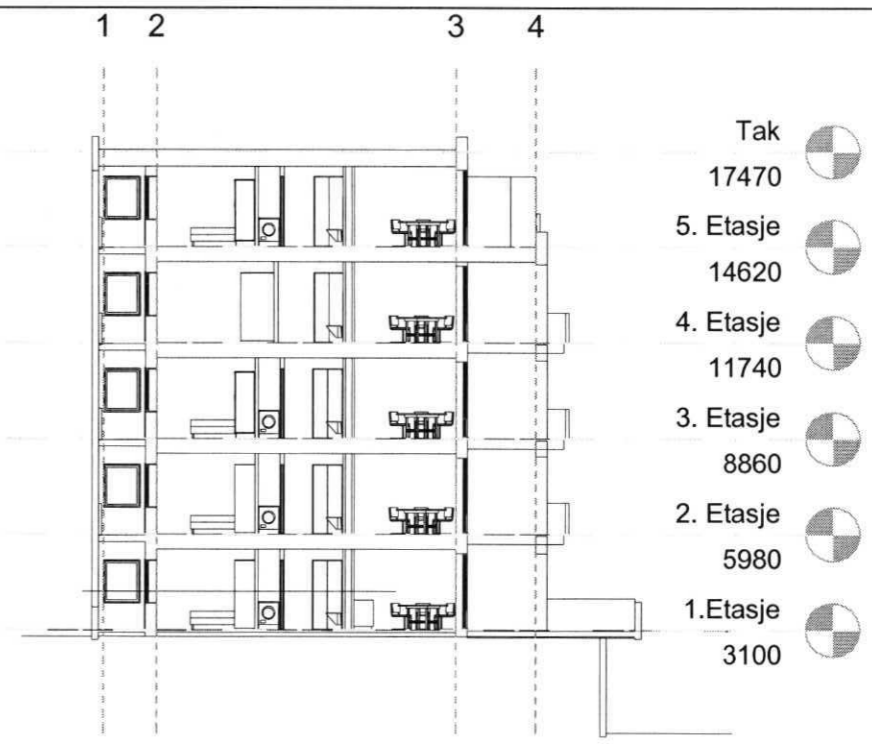 1 2 3 4
Tak
17470
5. Etasje
14620
4. Etasje
11740
3. Etasje
8860
2. Etasje
5980
1.Etasje
3100